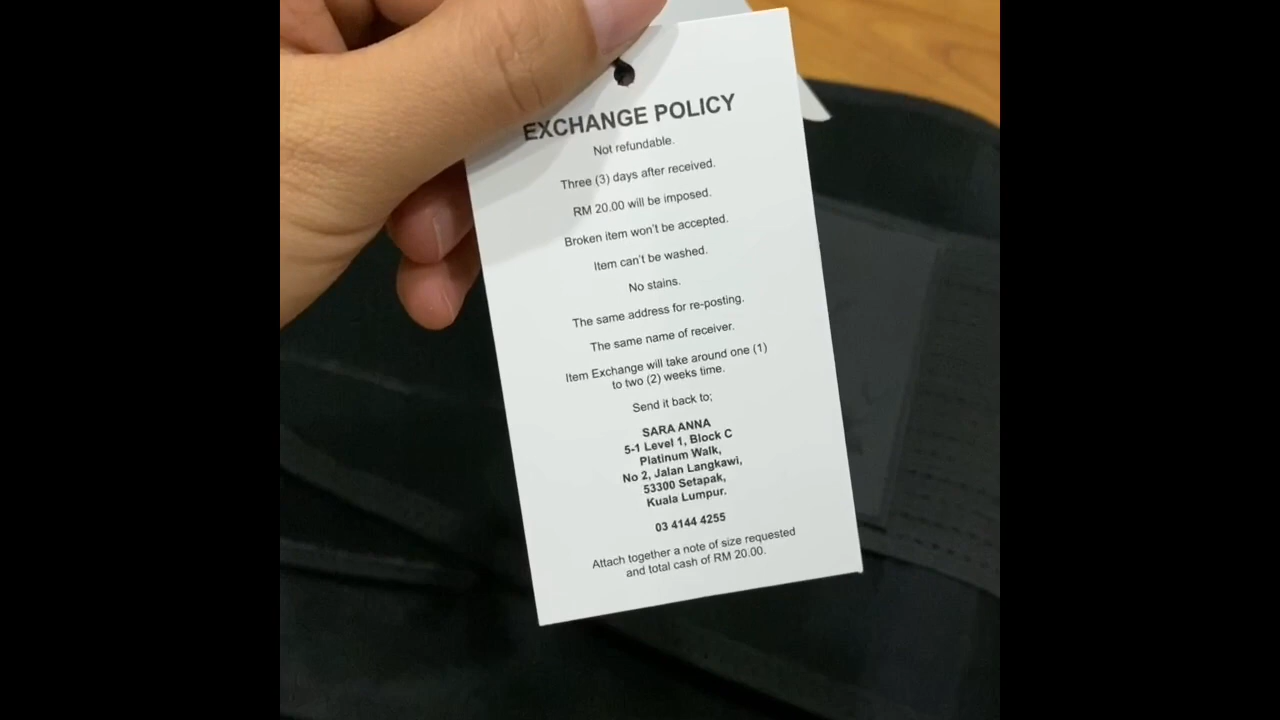 EXCHANGE POLICY
Not refundable.
Three (3) days after received.
RM 20.00 will be imposed.
Broken item won't be accepted.
Item can't be washed.
No stains.
The same address for re-posting.
The same name of receiver.
Item Exchange will take around one (1)
to two (2) weeks time.
Send it back to;
SARA ANNA
5-1 Level 1, Block C
Platinum Walk,
No 2, Jalan Langkawi,
53300 Setapak,
Kuala Lumpur.
03 4144 4255
Attach together a note of size requested
and total cash of RM 20.00.